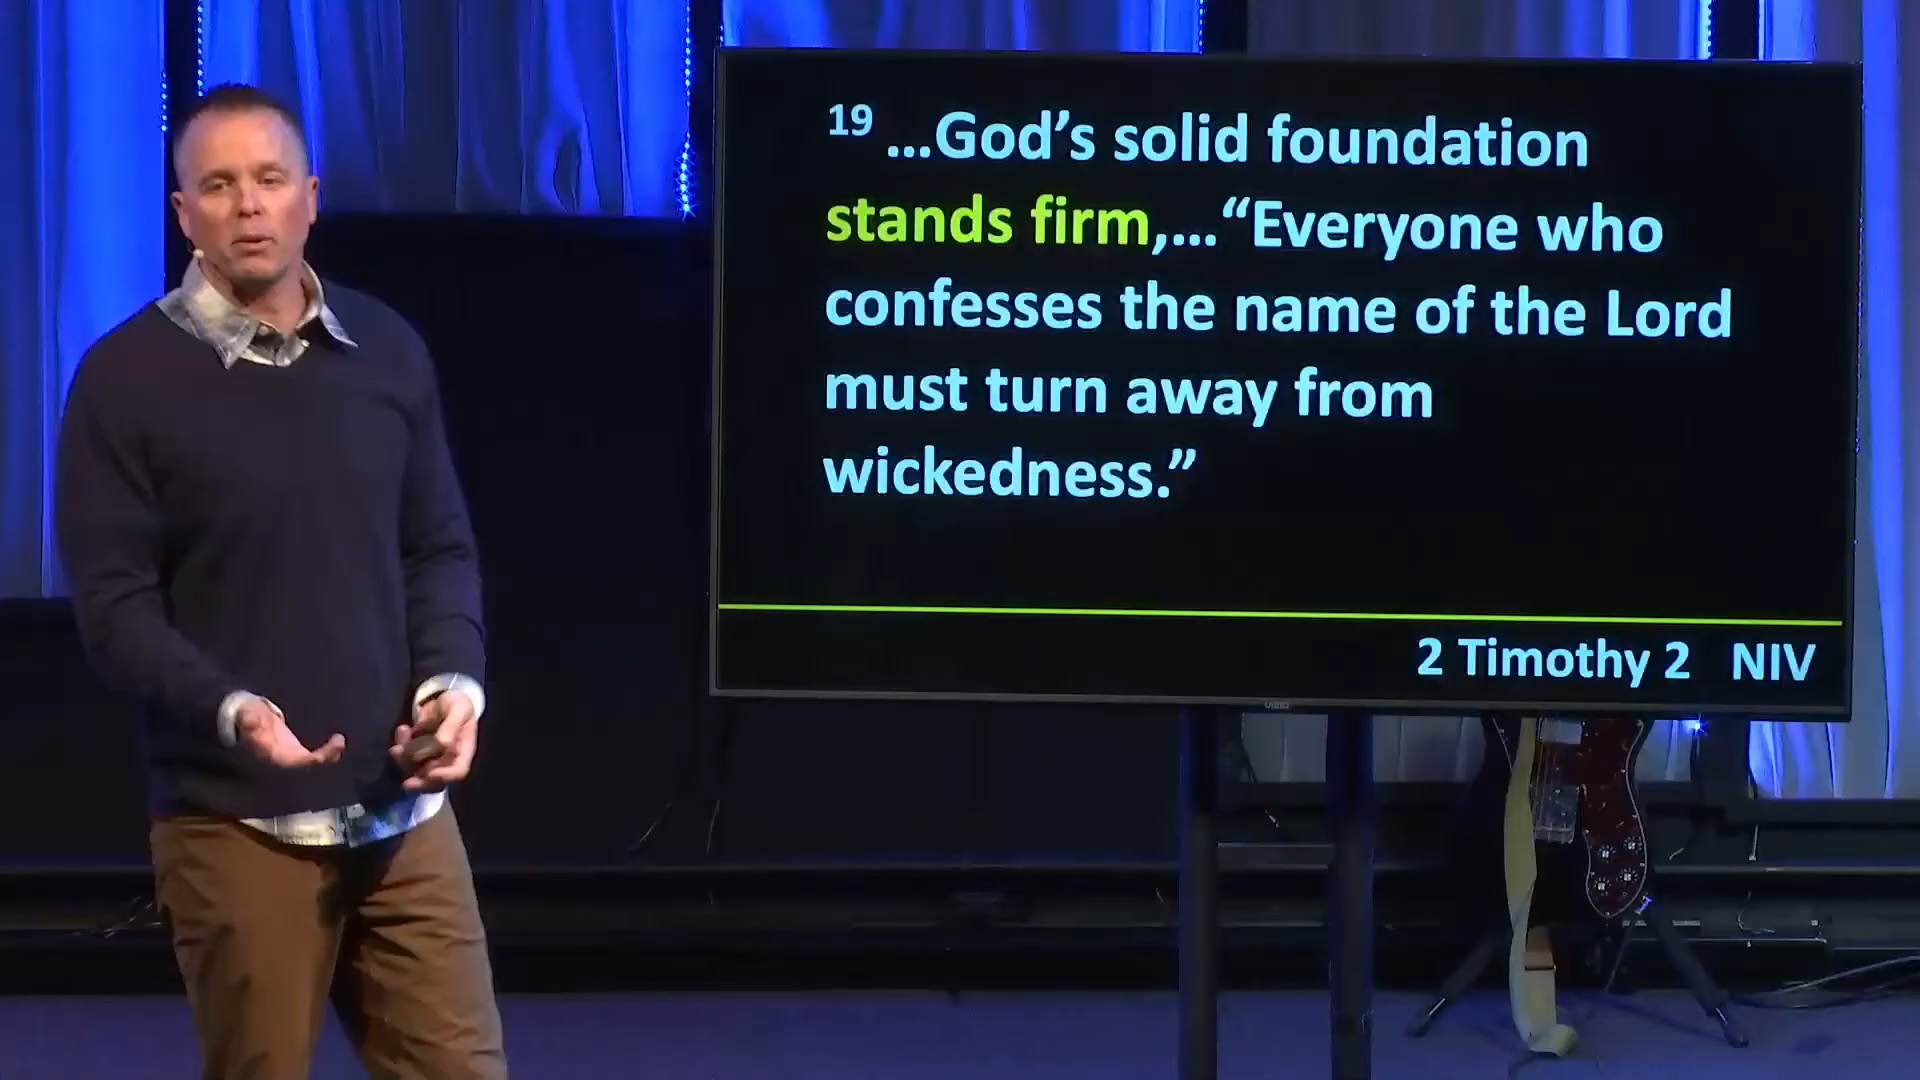 19 ...God’s solid foundation
stands firm,...“Everyone who
confesses the name of the Lord
must turn away from
wickedness.”
2 Timothy 2 NIV